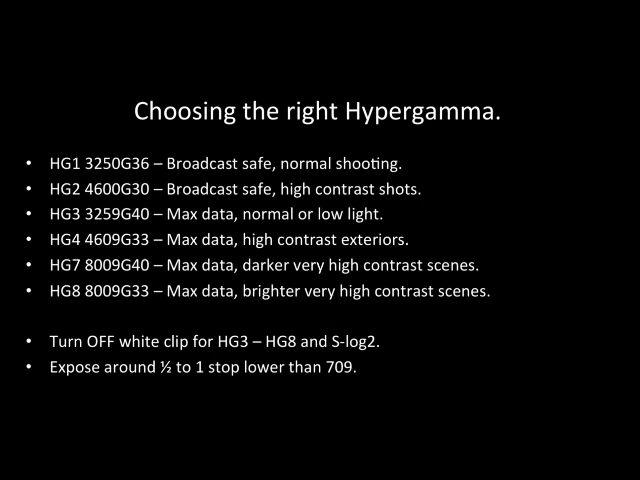 Choosing the right Hypergamma.
• HG1 3250G36 – Broadcast safe, normal shooting.
• HG2 4600G30 – Broadcast safe, high contrast shots.
• HG3 3259G40 – Max data, normal or low light.
• HG4 4609G33 – Max data, high contrast exteriors.
• HG7 8009G40 – Max data, darker very high contrast scenes.
• HG8 8009G33 – Max data, brighter very high contrast scenes.
• Turn OFF white clip for HG3 – HG8 and S-log2.
• Expose around ½ to 1 stop lower than 709.